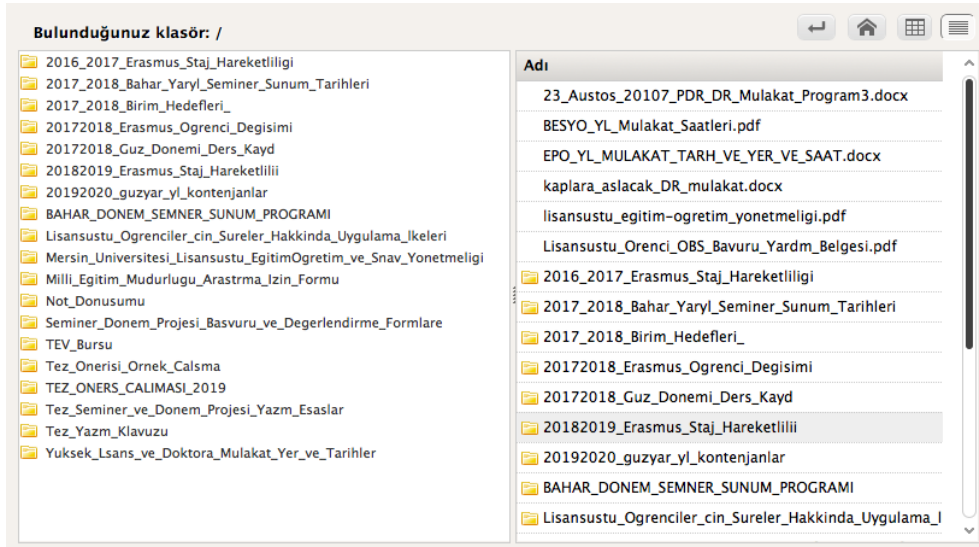 Bulunduğunuz klasör: /
2016_2017_Erasmus_Staj_Hareketliligi
2017_2018_Bahar_Yaryl_Seminer_Sunum_Tarihleri
2017_2018_Birim_Hedefleri_
20172018_Erasmus_Ogrenci_Degisimi
20172018_Guz_Donemi_Ders_Kayd
20182019_Erasmus_Staj_Hareketlilii
20192020_guzyar_yl_kontenjanlar
BAHAR_DONEM_SEMNER_SUNUM_PROGRAMI
Lisansustu_Ogrenciler_cin_Sureler_Hakkinda_Uygulama_lkeleri
Mersin_Universitesi_Lisansustu_EgitimOgretim_ve_Snav_Yonetmeligi
Milli_Egitim_Mudurlugu_Arastrma_Izin_Formu
Not_Donusumu
Seminer_Donem_Projesi_Basvuru_ve_Degerlendirme_Formlare
TEV_Bursu
Tez_Onerisi_Ornek_Calsma
TEZ_ONERS_CALIMASI_2019
Tez_Seminer_ve_Donem_Projesi_Yazm_Esaslar
Tez_Yazm_Klavuzu
Yuksek_Lsans_ve_Doktora_Mulakat_Yer_ve_Tarihler
Adı
23_Austos_20107_PDR_DR_Mulakat_Program3.docx
BESYO_YL_Mulakat_Saatleri.pdf
EPO_YL_MULAKAT_TARH_VE_YER_VE_SAAT.docx
kaplara_aslacak_DR_mulakat.docx
lisansustu_egitim-ogretim_yonetmeligi.pdf
Lisansustu_Orenci_OBS_Bavuru_Yardm_Belgesi.pdf
2016_2017_Erasmus_Staj_Hareketliligi
2017_2018_Bahar_Yaryl_Seminer_Sunum_Tarihleri
2017_2018_Birim_Hedefleri_
20172018_Erasmus_Ogrenci_Degisimi
20172018_Guz_Donemi_Ders_Kayd
20182019_Erasmus_Staj_Hareketlilii
20192020_guzyar_yl_kontenjanlar
BAHAR_DONEM_SEMNER_SUNUM_PROGRAMI
Lisansustu_Ogrenciler_cin_Sureler_Hakkinda_Uygulama_l